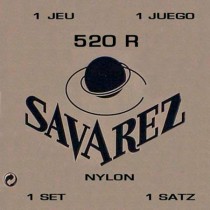 1 JEU 1 JUEGO
520 R
SAVAREZ
NYLON
1 SET 1 SATZ